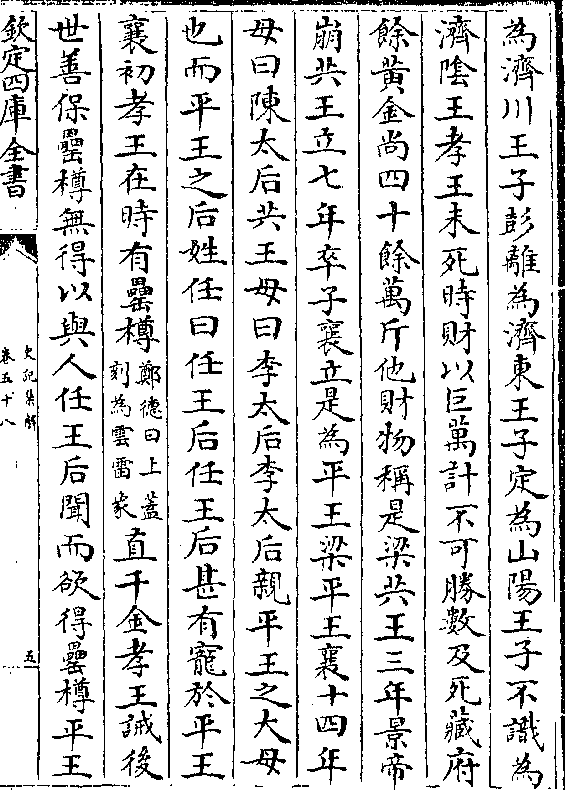 為濟川王子彭離為濟東王子定為山陽王子不識為
濟隂王孝王未死時財以巨萬計不可勝數及死藏府
餘黄金尚四十餘萬斤他財物稱是梁共王三年景帝
崩共王立七年卒子襄立是為平王梁平王襄十四年
母曰陳太后共王母曰李太后李太后親平王之大母
也而平王之后姓任曰任王后任王后甚有寵於平王
襄初孝王在時有罍樽鄭德曰上蓋刻為雲雷象直千金孝王誡後
世善保罍樽無得以與人任王后聞而欲得罍樽平王
欽定四庫全書
史記集解
卷五十八
五